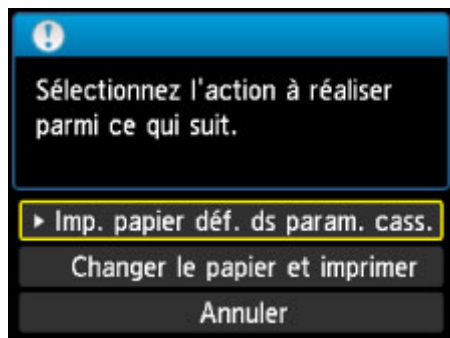 Sélectionnez l'action à réaliser
parmi ce qui suit.
Imp. papier déf. ds param. cass.
Changer le papier et imprimer
Annuler